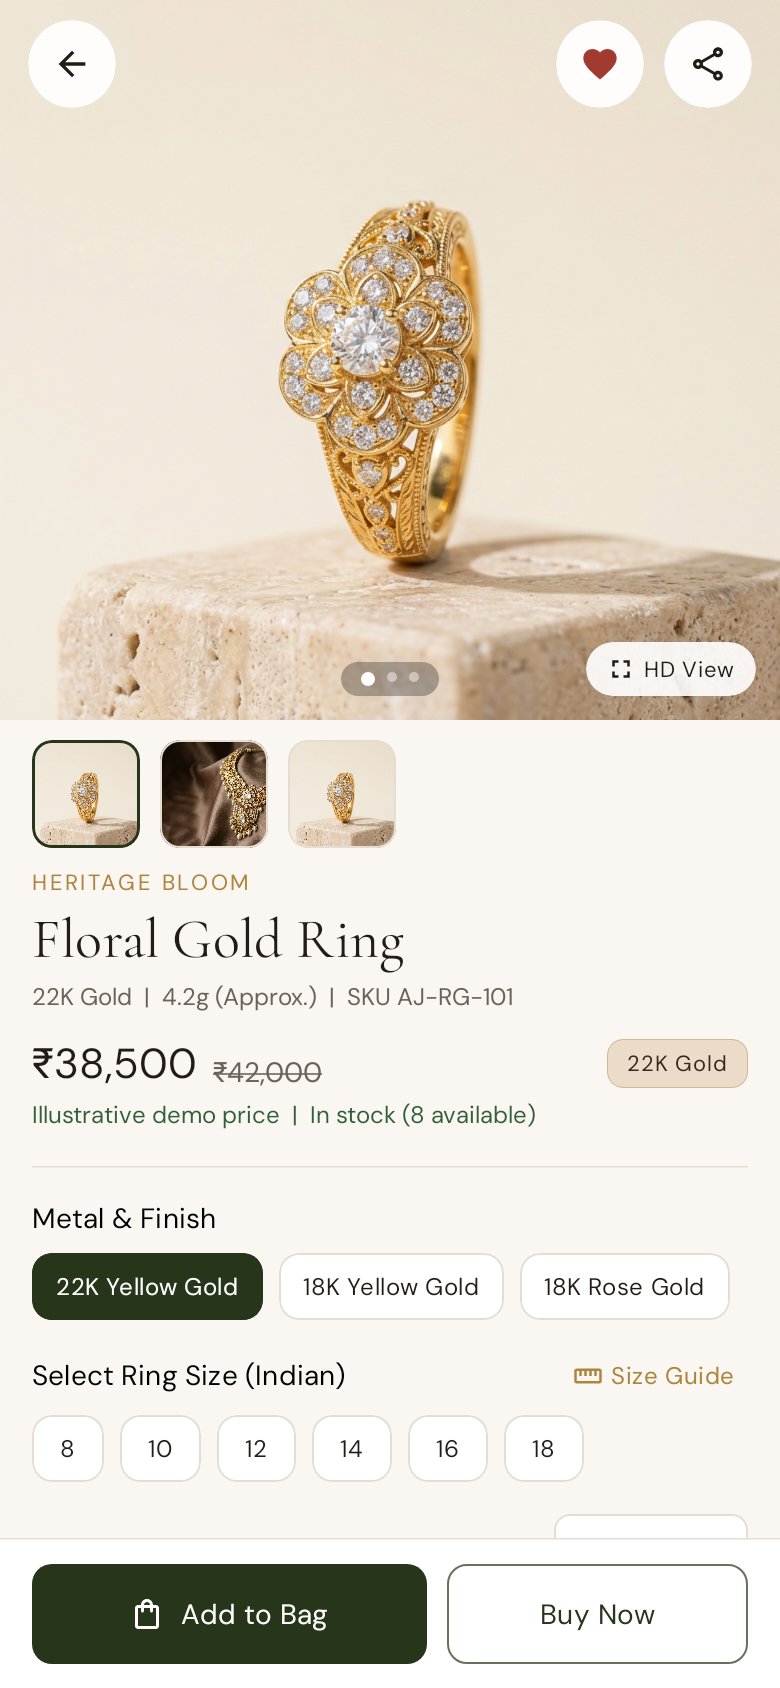 HD View
HERITAGE BLOOM
Floral Gold Ring
22K Gold | 4.2g (Approx.) | SKU AJ-RG-101
₹38,500 ₹42,000 22K Gold
Illustrative demo price | In stock (8 available)
Metal & Finish
22K Yellow Gold 18K Yellow Gold 18K Rose Gold
Select Ring Size (Indian) Size Guide
8 10 12 14 16 18
Add to Bag Buy Now